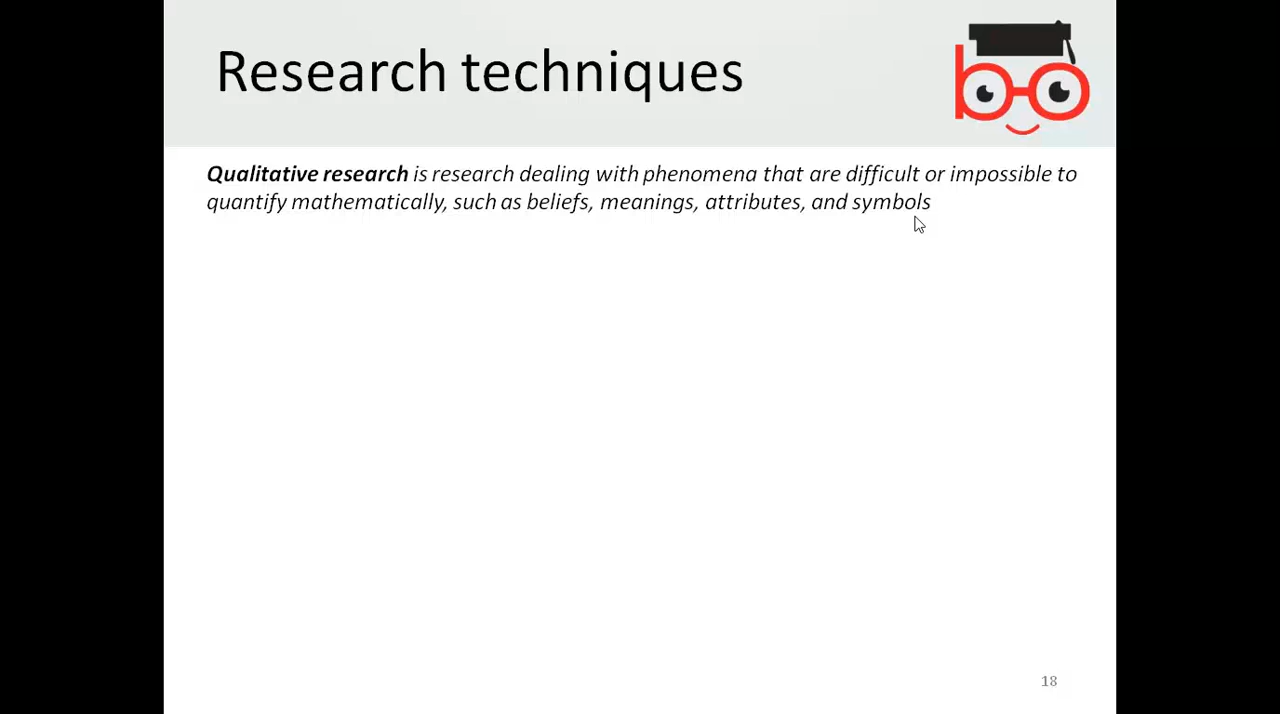 Research techniques
Qualitative research is research dealing with phenomena that are difficult or impossible to
quantify mathematically, such as beliefs, meanings, attributes, and symbols
18